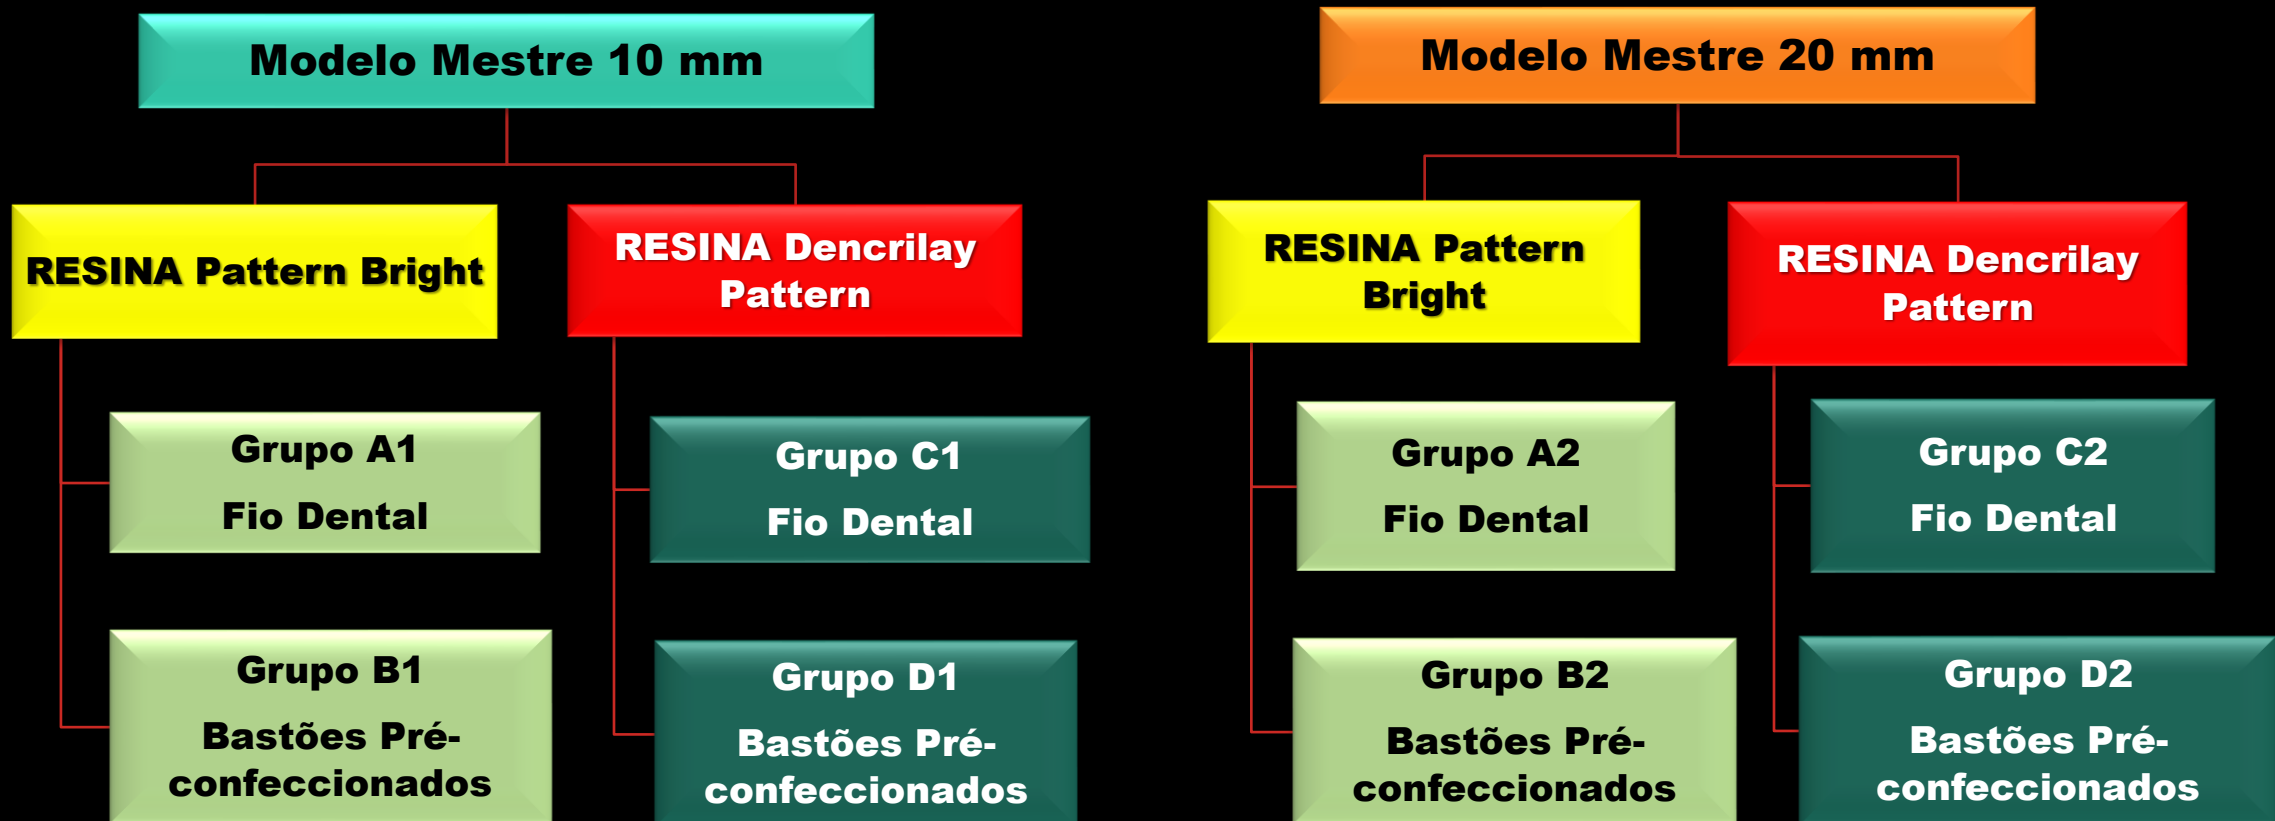 Modelo Mestre 10 mm
RESINA Pattern Bright
RESINA Dencrilay
Pattern
Grupo A1
Fio Dental
Grupo C1
Fio Dental
Grupo B1
Bastões Pré-
confeccionados
Grupo D1
Bastões Pré-
confeccionados
Modelo Mestre 20 mm
RESINA Pattern
Bright
RESINA Dencrilay
Pattern
Grupo A2
Fio Dental
Grupo C2
Fio Dental
Grupo B2
Bastões Pré-
confeccionados
Grupo D2
Bastões Pré-
confeccionados